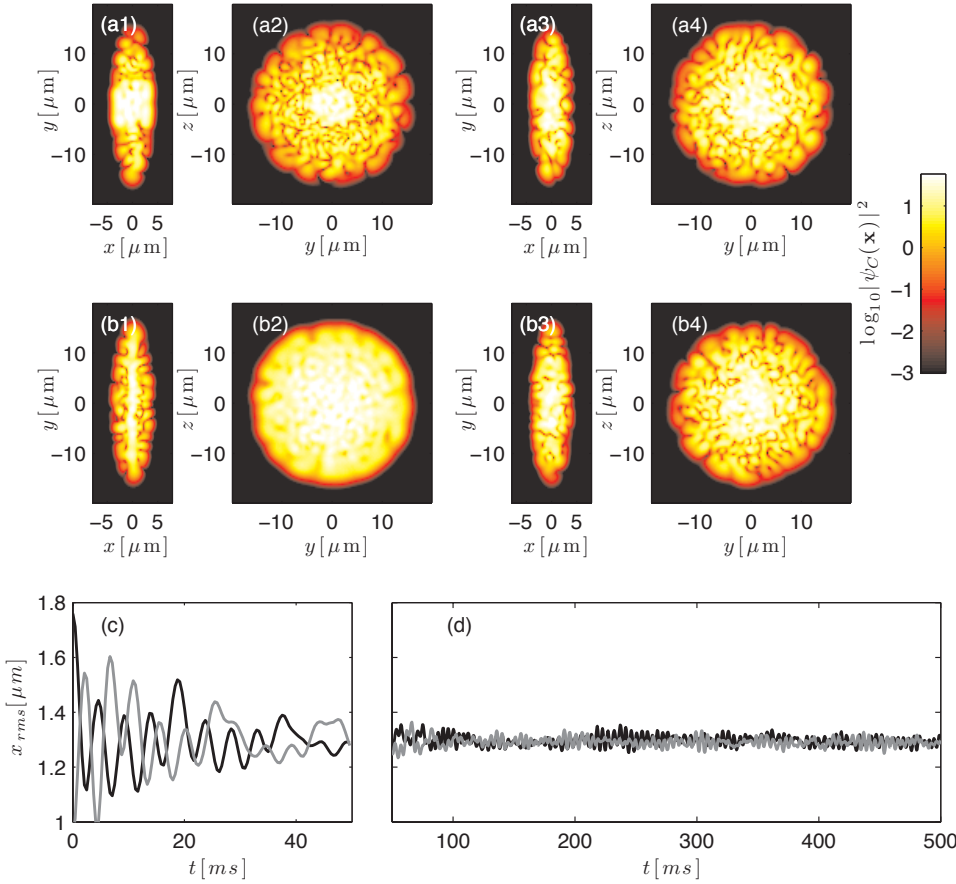 (a1) (a2) (a3) (a4)
10 10 10 10
0 0 0 0
−10 −10 −10 −10
y [μm] z [μm] y [μm] z [μm]
−5 0 5 −10 0 10 −5 0 5 −10 0 10
x [μm] y [μm] x [μm] y [μm]
1
0
−1
−2
−3
log₁₀|ψ_C(𝐱)|²
(b1) (b2) (b3) (b4)
10 10 10 10
0 0 0 0
−10 −10 −10 −10
y [μm] z [μm] y [μm] z [μm]
−5 0 5 −10 0 10 −5 0 5 −10 0 10
x [μm] y [μm] x [μm] y [μm]
(c) (d)
1.8
1.6
1.4
1.2
1
x_rms[μm]
0 20 40 100 200 300 400 500
t [ms] t [ms]